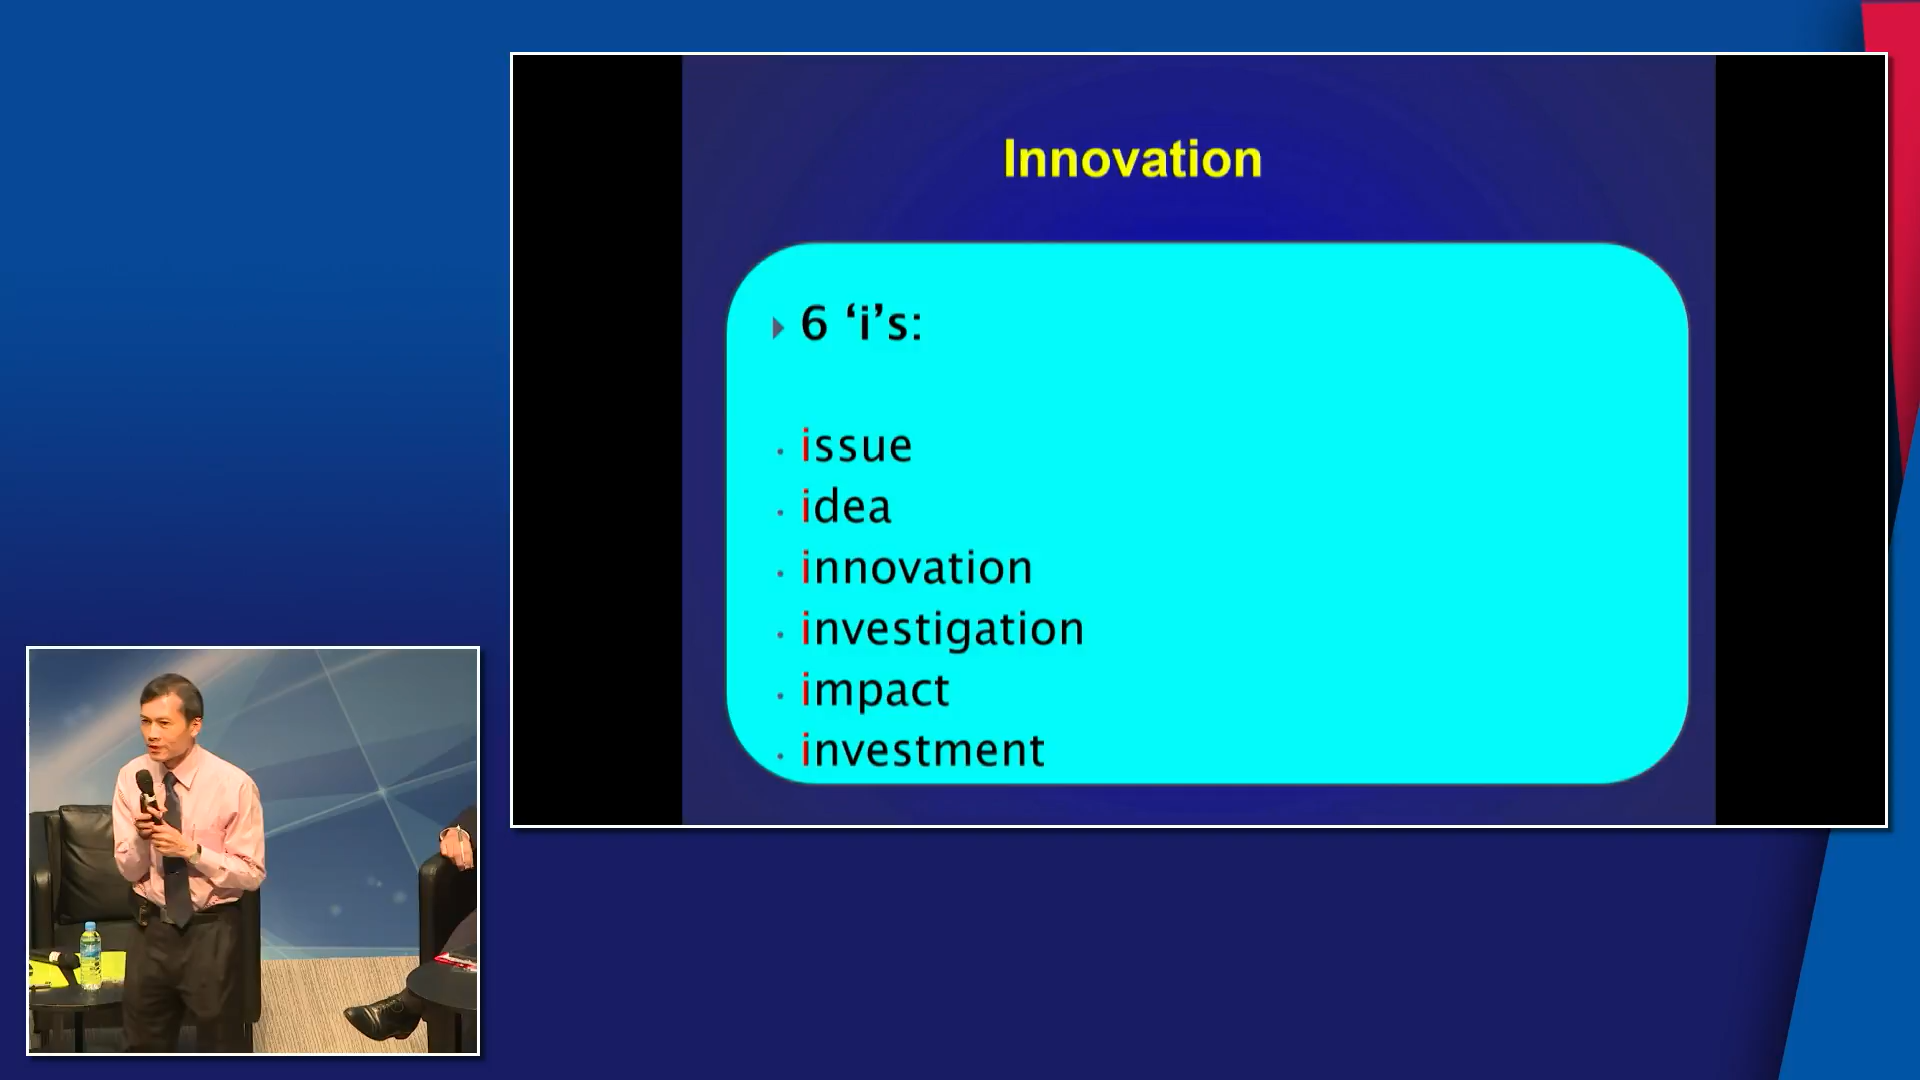 Innovation
6 ‘i’s:
issue
idea
innovation
investigation
impact
investment